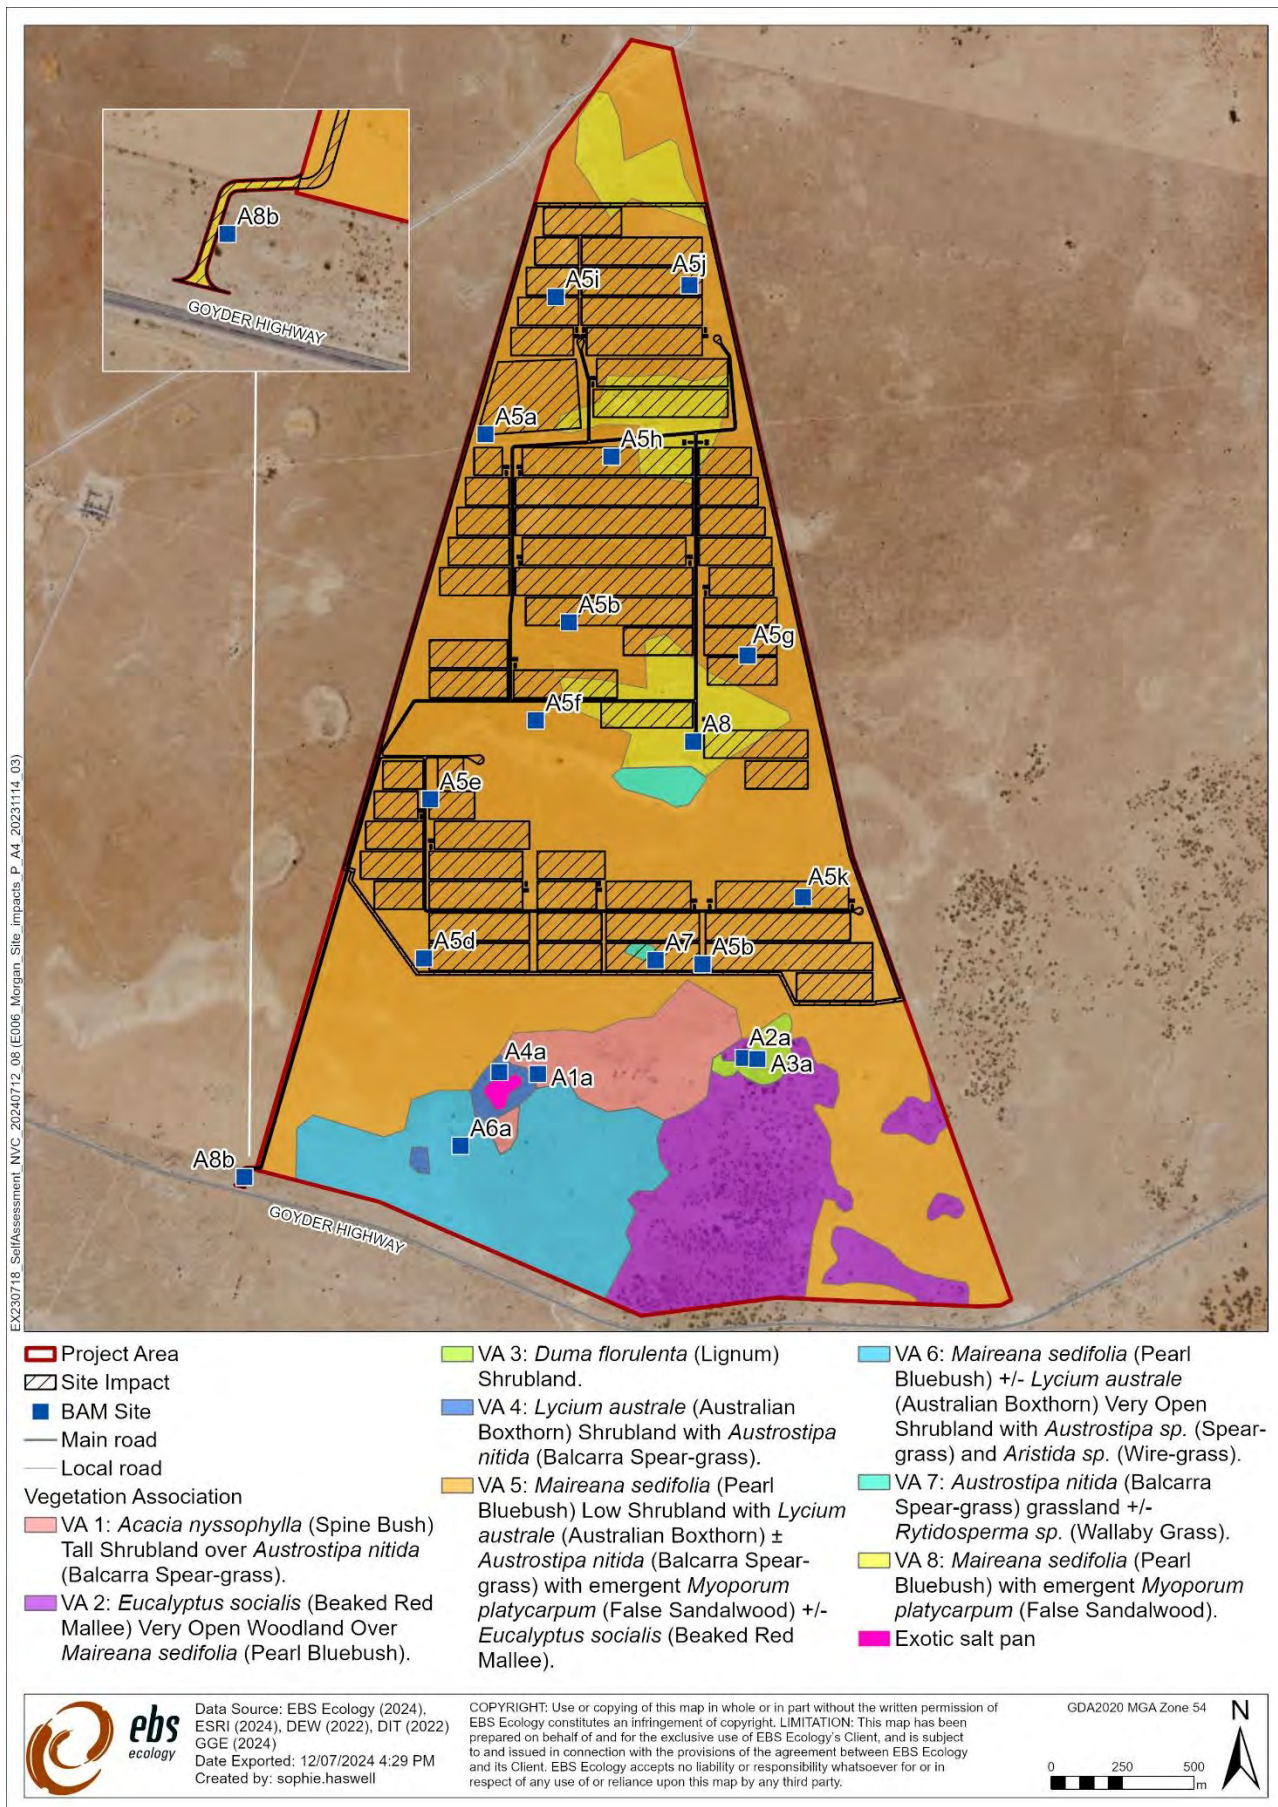 A8b
GOYDER HIGHWAY
A5i
A5j
A5a
A5h
A5b
A5g
A5f
A8
A5e
A5k
A5d
A7
A5b
A4a
A1a
A2a
A3a
A6a
A8b
GOYDER HIGHWAY
EX230718_SelfAssessment_NVC_20240712_08 (E006_Morgan_Site_impacts_P_A4_20231114_03)
Project Area
Site Impact
BAM Site
Main road
Local road
Vegetation Association
VA 1: Acacia nyssophylla (Spine Bush)
Tall Shrubland over Austrostipa nitida
(Balcarra Spear-grass).
VA 2: Eucalyptus socialis (Beaked Red
Mallee) Very Open Woodland Over
Maireana sedifolia (Pearl Bluebush).
VA 3: Duma florulenta (Lignum)
Shrubland.
VA 4: Lycium australe (Australian
Boxthorn) Shrubland with Austrostipa
nitida (Balcarra Spear-grass).
VA 5: Maireana sedifolia (Pearl
Bluebush) Low Shrubland with Lycium
australe (Australian Boxthorn) ±
Austrostipa nitida (Balcarra Spear-
grass) with emergent Myoporum
platycarpum (False Sandalwood) +/-
Eucalyptus socialis (Beaked Red
Mallee).
VA 6: Maireana sedifolia (Pearl
Bluebush) +/- Lycium australe
(Australian Boxthorn) Very Open
Shrubland with Austrostipa sp. (Spear-
grass) and Aristida sp. (Wire-grass).
VA 7: Austrostipa nitida (Balcarra
Spear-grass) grassland +/-
Rytidosperma sp. (Wallaby Grass).
VA 8: Maireana sedifolia (Pearl
Bluebush) with emergent Myoporum
platycarpum (False Sandalwood).
Exotic salt pan
ebs
ecology
Data Source: EBS Ecology (2024),
ESRI (2024), DEW (2022), DIT (2022)
GGE (2024)
Date Exported: 12/07/2024 4:29 PM
Created by: sophie.haswell
COPYRIGHT: Use or copying of this map in whole or in part without the written permission of
EBS Ecology constitutes an infringement of copyright. LIMITATION: This map has been
prepared on behalf of and for the exclusive use of EBS Ecology's Client, and is subject
to and issued in connection with the provisions of the agreement between EBS Ecology
and its Client. EBS Ecology accepts no liability or responsibility whatsoever for or in
respect of any use of or reliance upon this map by any third party.
GDA2020 MGA Zone 54
N
0 250 500
m